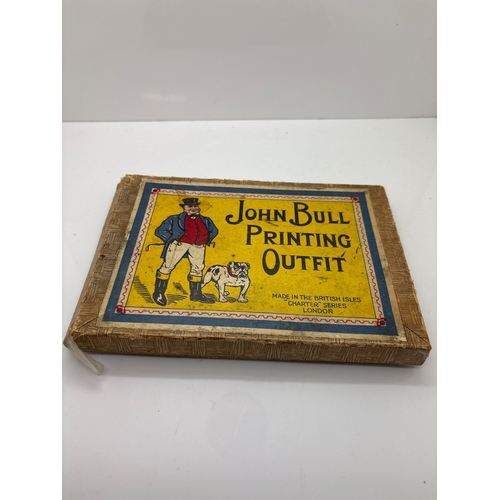 JOHN BULL
PRINTING
OUTFIT
MADE IN THE BRITISH ISLES
"CHARTER" SERIES
LONDON